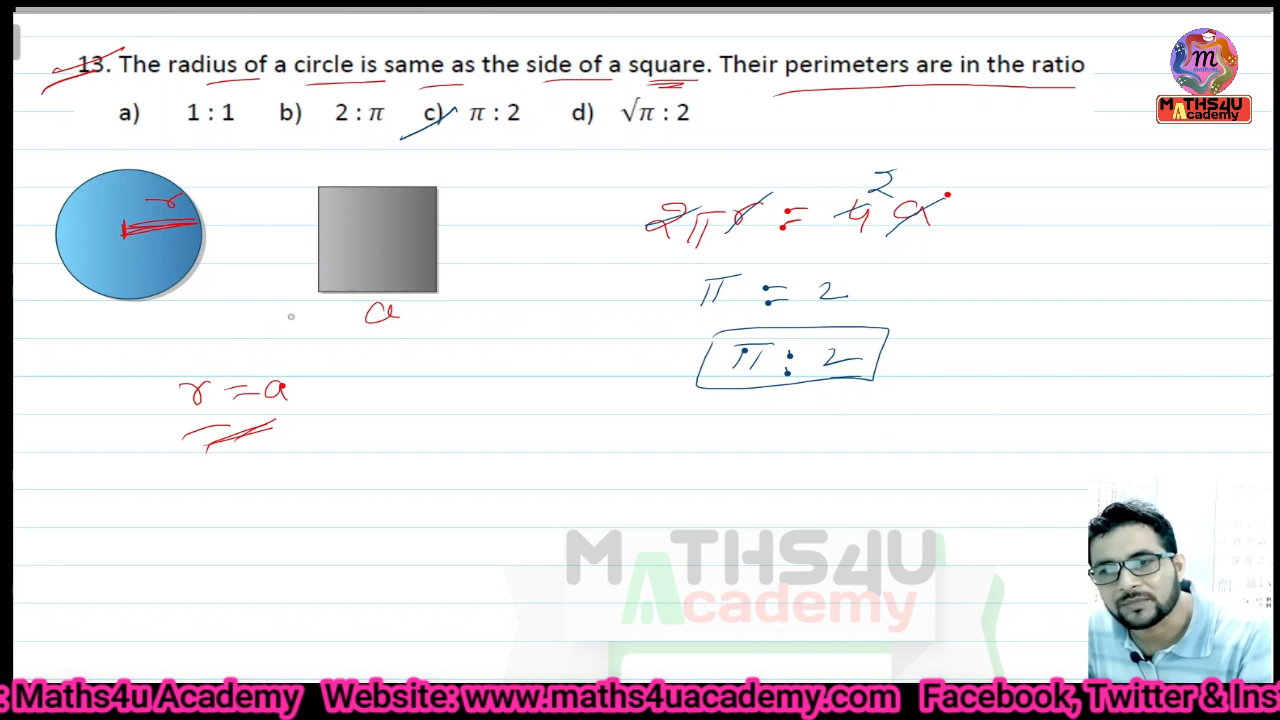 13. The radius of a circle is same as the side of a square. Their perimeters are in the ratio
a) 1 : 1 b) 2 : π c) π : 2 d) √π : 2
m
MATHS4U
Academy
r
a
2πr : 4a
2
π : 2
π : 2
r = a
MATHS4U
Academy
: Maths4u Academy Website: www.maths4uacademy.com Facebook, Twitter & Inst